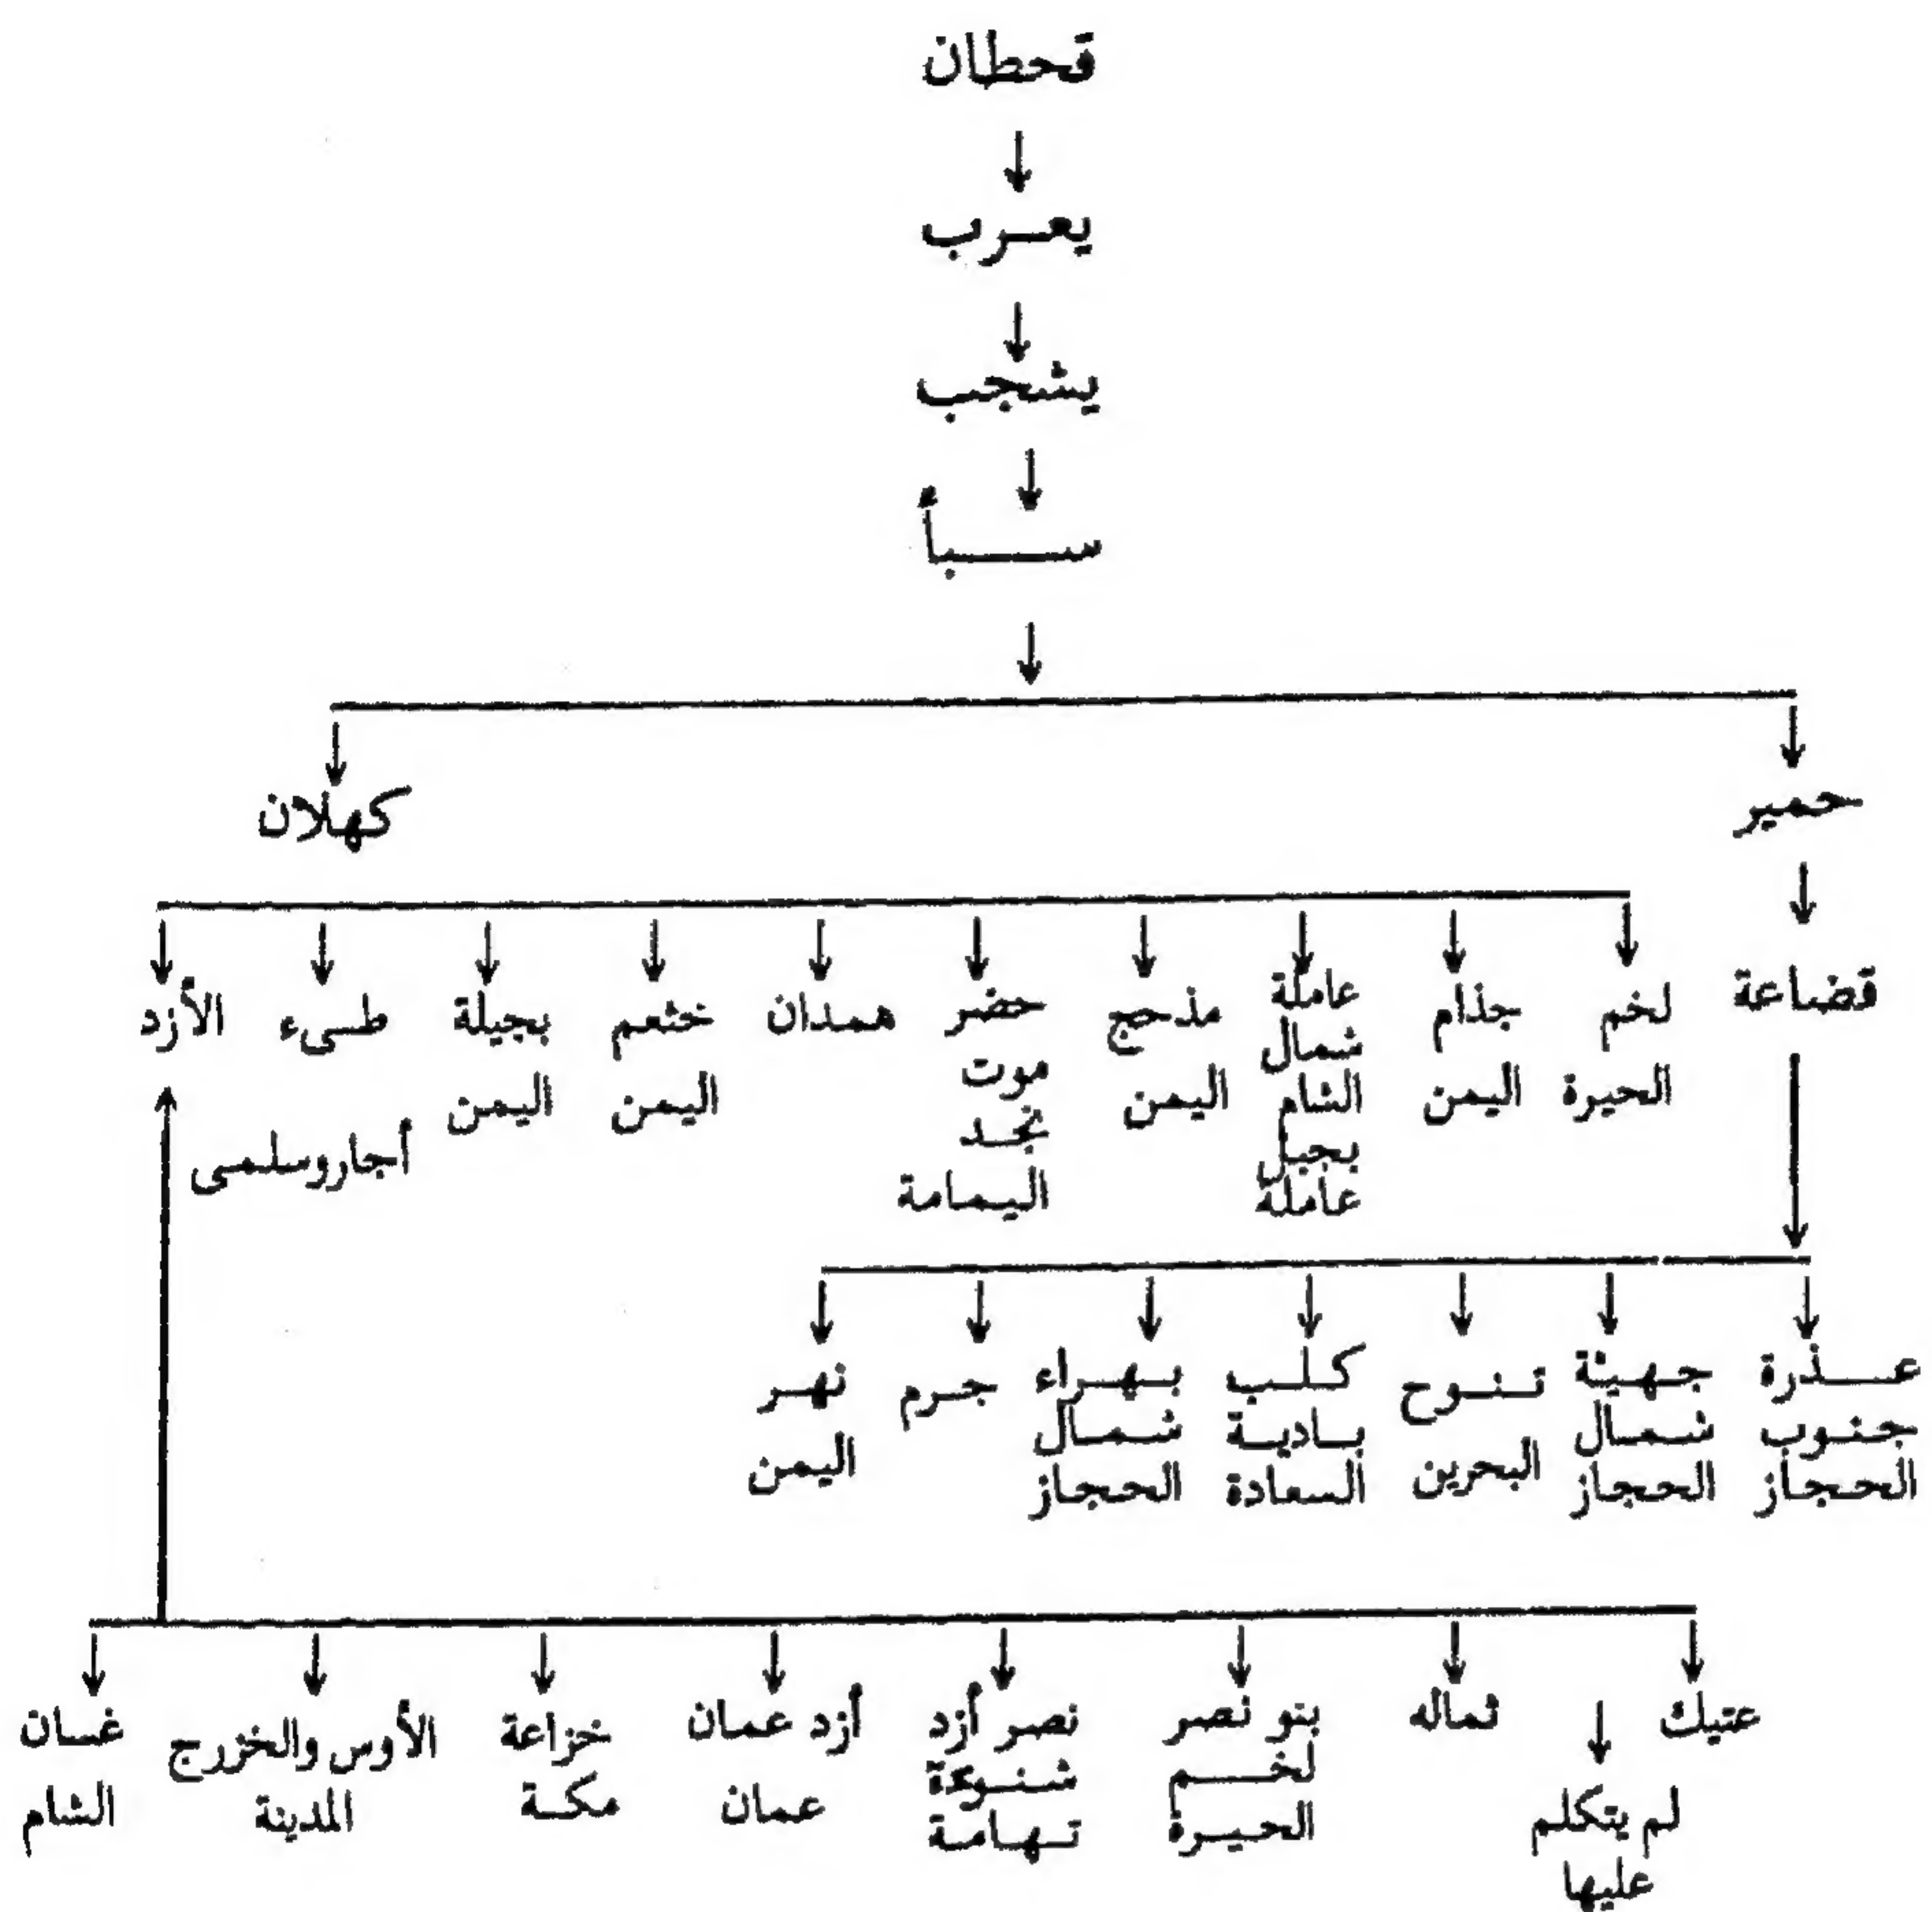 قحطان
يعرب
يشجب
سبأ
حمير
كهلان
قضاعة
لخم
الحيرة
جذام
اليمن
عاملة
شمال
الشام
بجبل
عاملة
مذحج
اليمن
حضر
موت
نجد
اليمامة
همدان
خثعم
اليمن
بجيلة
اليمن
طىء
أجاروسلمى
الأزد
عذرة
جنوب
الحجاز
جهينة
شمال
الحجاز
تنوح
البحرين
كلب
بادية
السعادة
بهراء
شمال
الحجاز
جرم
نهر
اليمن
عتيك
لم يتكلم
عليها
ثماله
بنو نصر
لخم
الحيرة
نصر أزد
شنوءة
تهامة
أزد عمان
عمان
خزاعة
مكة
الأوس والخزرج
المدينة
غسان
الشام